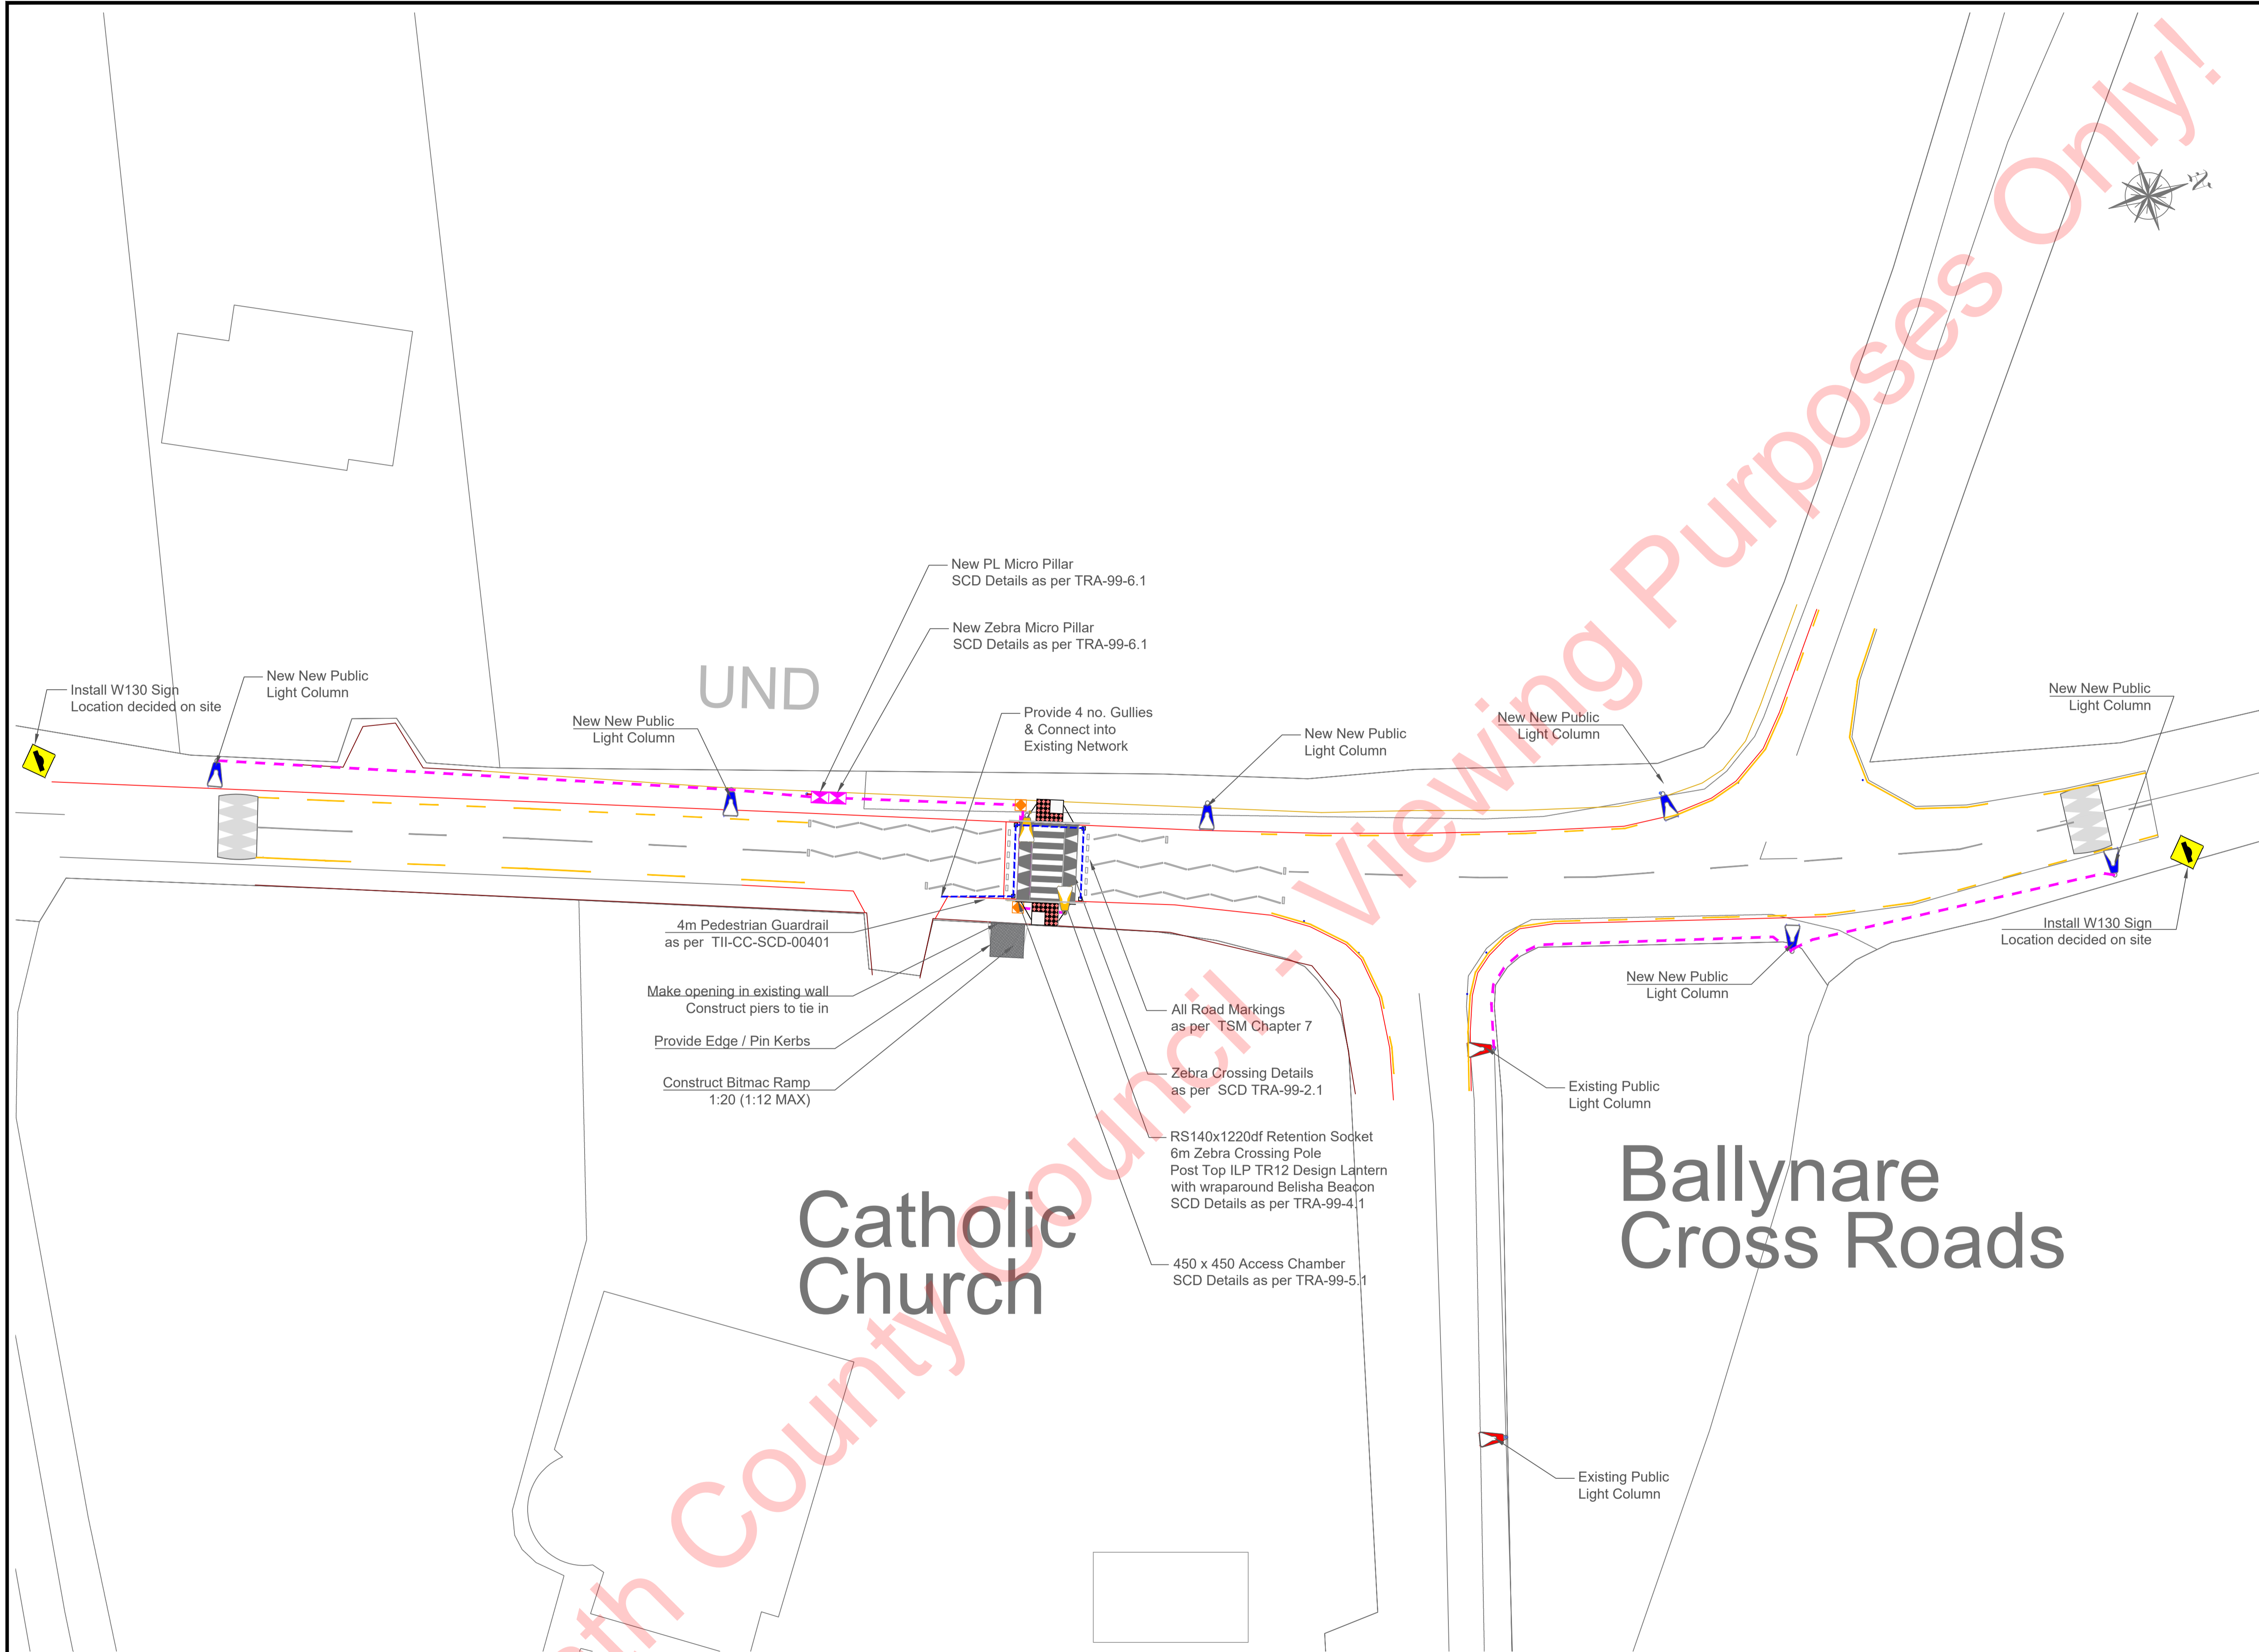 N
New PL Micro Pillar
SCD Details as per TRA-99-6.1
New Zebra Micro Pillar
SCD Details as per TRA-99-6.1
UND
Install W130 Sign
Location decided on site
New New Public
Light Column
New New Public
Light Column
Provide 4 no. Gullies
& Connect into
Existing Network
New New Public
Light Column
New New Public
Light Column
New New Public
Light Column
4m Pedestrian Guardrail
as per TII-CC-SCD-00401
Make opening in existing wall
Construct piers to tie in
Provide Edge / Pin Kerbs
Construct Bitmac Ramp
1:20 (1:12 MAX)
All Road Markings
as per TSM Chapter 7
Zebra Crossing Details
as per SCD TRA-99-2.1
RS140x1220df Retention Socket
6m Zebra Crossing Pole
Post Top ILP TR12 Design Lantern
with wraparound Belisha Beacon
SCD Details as per TRA-99-4.1
450 x 450 Access Chamber
SCD Details as per TRA-99-5.1
New New Public
Light Column
Install W130 Sign
Location decided on site
Existing Public
Light Column
Existing Public
Light Column
Catholic
Church
Ballynare
Cross Roads
th County Council - Viewing Purposes Only!